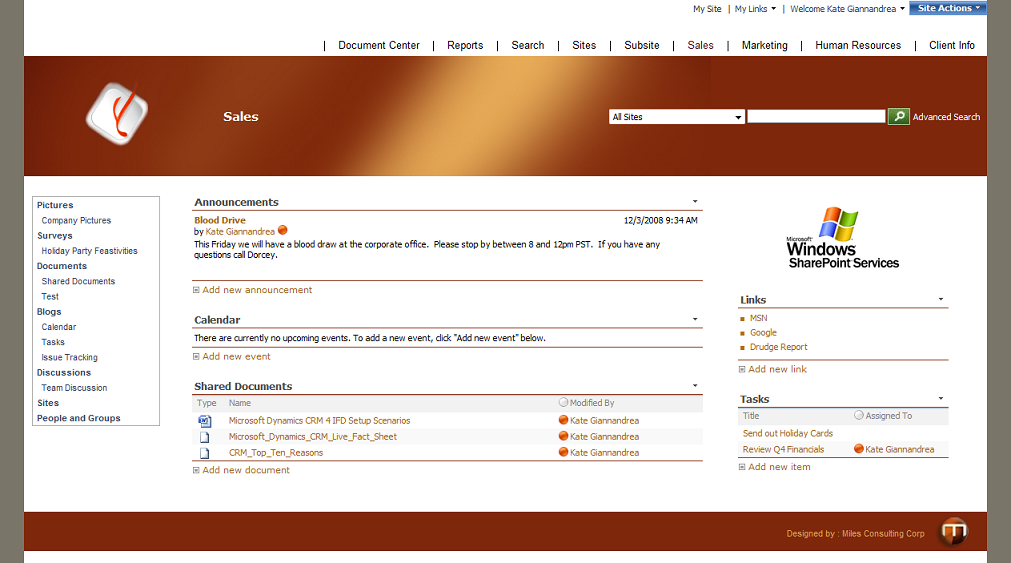 My Site | My Links | Welcome Kate Giannandrea Site Actions
| Document Center | Reports | Search | Sites | Subsite | Sales | Marketing | Human Resources | Client Info
Sales
All Sites
Advanced Search
Pictures
Company Pictures
Surveys
Holiday Party Feastivities
Documents
Shared Documents
Test
Blogs
Calendar
Tasks
Issue Tracking
Discussions
Team Discussion
Sites
People and Groups
Announcements
Blood Drive 12/3/2008 9:34 AM
by Kate Giannandrea
This Friday we will have a blood draw at the corporate office. Please stop by between 8 and 12pm PST. If you have any
questions call Dorcey.
Add new announcement
Calendar
There are currently no upcoming events. To add a new event, click "Add new event" below.
Add new event
Shared Documents
Type Name Modified By
Microsoft Dynamics CRM 4 IFD Setup Scenarios Kate Giannandrea
Microsoft_Dynamics_CRM_Live_Fact_Sheet Kate Giannandrea
CRM_Top_Ten_Reasons Kate Giannandrea
Add new document
Microsoft
Windows
SharePoint Services
Links
MSN
Google
Drudge Report
Add new link
Tasks
Title Assigned To
Send out Holiday Cards
Review Q4 Financials Kate Giannandrea
Add new item
Designed by : Miles Consulting Corp